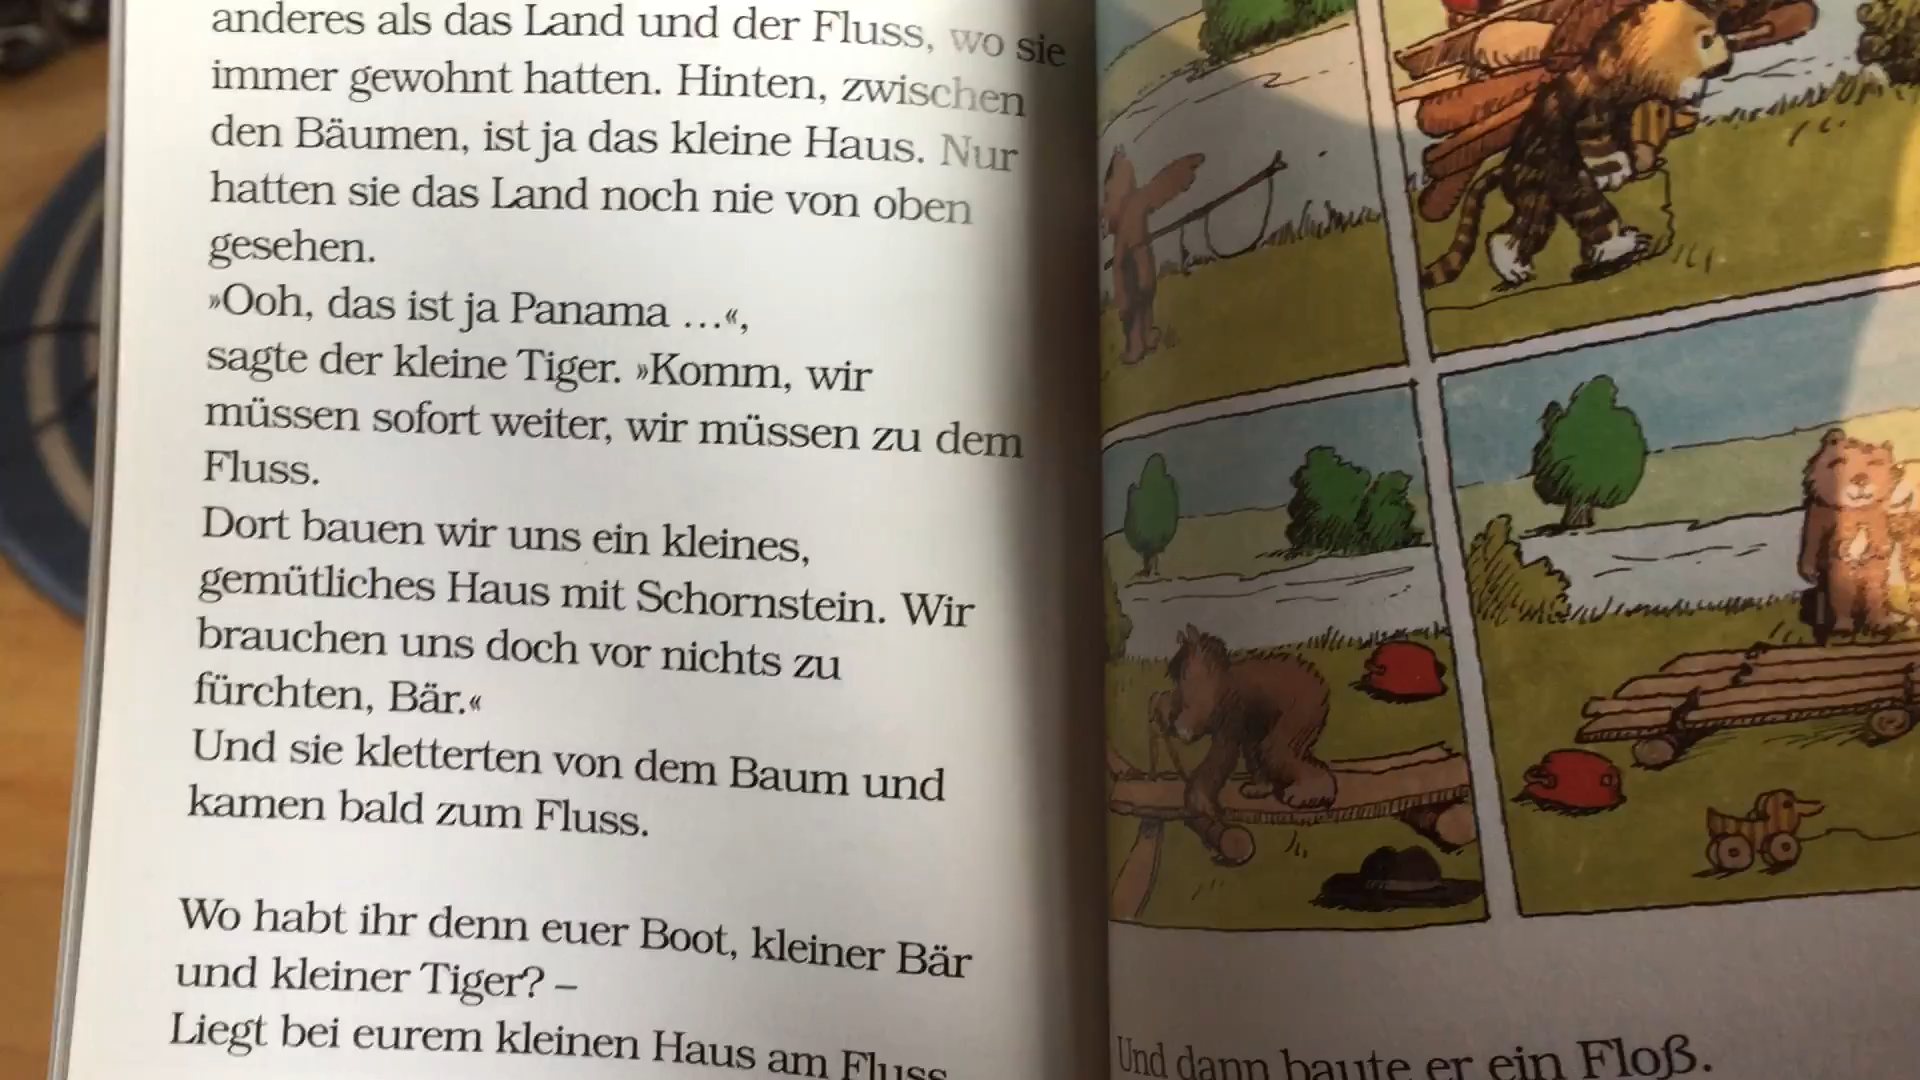 anderes als das Land und der Fluss, wo sie
immer gewohnt hatten. Hinten, zwischen
den Bäumen, ist ja das kleine Haus. Nur
hatten sie das Land noch nie von oben
gesehen.
»Ooh, das ist ja Panama …«,
sagte der kleine Tiger. »Komm, wir
müssen sofort weiter, wir müssen zu dem
Fluss.
Dort bauen wir uns ein kleines,
gemütliches Haus mit Schornstein. Wir
brauchen uns doch vor nichts zu
fürchten, Bär.«
Und sie kletterten von dem Baum und
kamen bald zum Fluss.
Wo habt ihr denn euer Boot, kleiner Bär
und kleiner Tiger? –
Liegt bei eurem kleinen Haus am Fluss
Und dann baute er ein Floß.